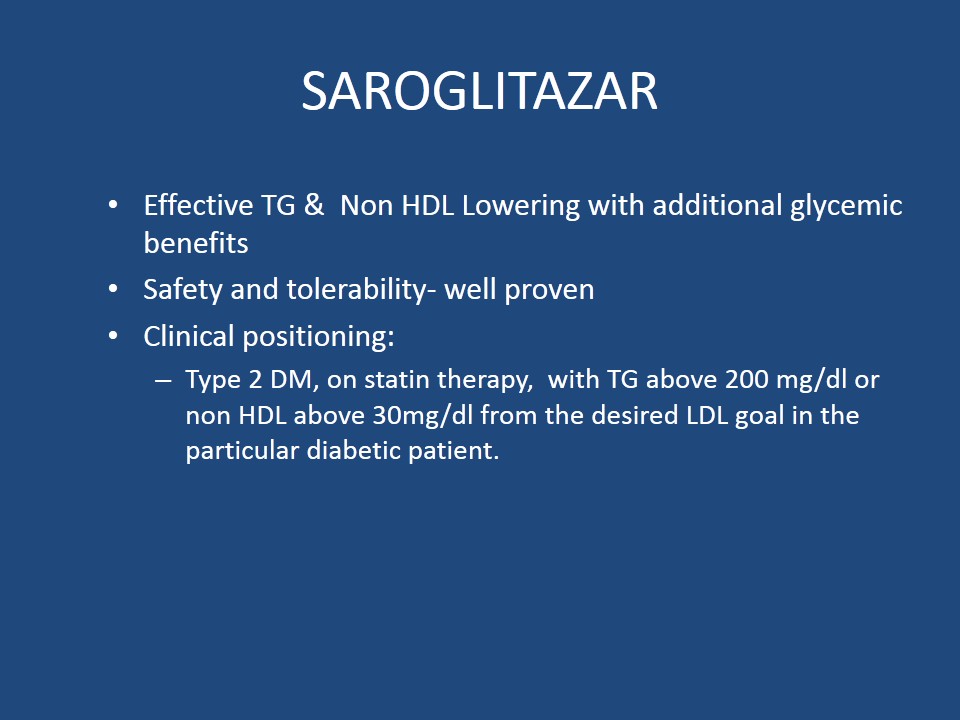 SAROGLITAZAR
• Effective TG &  Non HDL Lowering with additional glycemic
benefits
• Safety and tolerability- well proven
• Clinical positioning:
– Type 2 DM, on statin therapy,  with TG above 200 mg/dl or
non HDL above 30mg/dl from the desired LDL goal in the
particular diabetic patient.